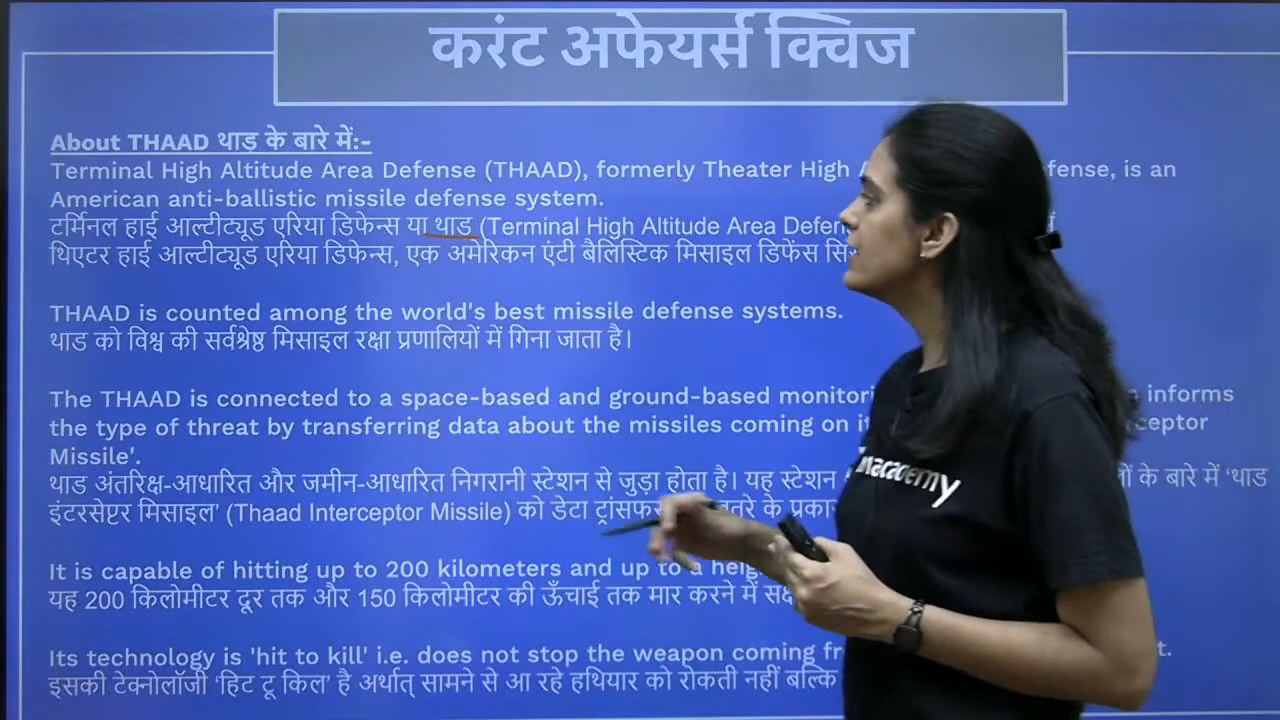 करंट अफेयर्स क्विज
About THAAD थाड के बारे में:-
Terminal High Altitude Area Defense (THAAD), formerly Theater High is an
American anti-ballistic missile defense system.
टर्मिनल हाई आल्टीट्यूड एरिया डिफेन्स या थाड (Terminal High Altitude Area
थिएटर हाई आल्टीट्यूड एरिया डिफेन्स, एक अमेरिकन एंटी बैलिस्टिक मिसाइल डिफेंस
THAAD is counted among the world's best missile defense systems.
थाड को विश्व की सर्वश्रेष्ठ मिसाइल रक्षा प्रणालियों में गिना जाता है।
The THAAD is connected to a space-based and ground-based informs
the type of threat by transferring data about the missiles coming on
Missile'.
थाड अंतरिक्ष-आधारित और जमीन-आधारित निगरानी स्टेशन से जुड़ा होता है। यह स्टेशन के बारे में ‘थाड
इंटरसेप्टर मिसाइल’ (Thaad Interceptor Missile) को डेटा के
It is capable of hitting up to 200 kilometers and up to a
यह 200 किलोमीटर दूर तक और 150 किलोमीटर की ऊँचाई तक मार करने में
Its technology is 'hit to kill' i.e. does not stop the weapon coming
इसकी टेक्नोलॉजी ‘हिट टू किल’ है अर्थात् सामने से आ रहे हथियार को रोकती नहीं बल्कि